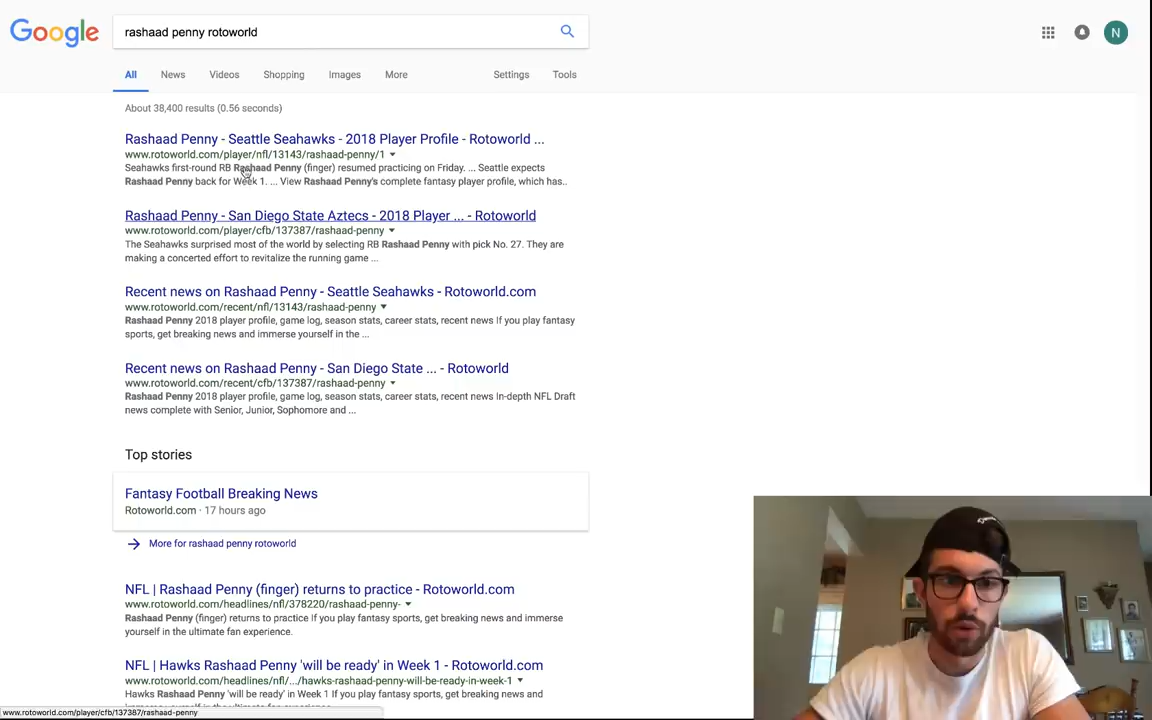 Google
rashaad penny rotoworld
N
All News Videos Shopping Images More Settings Tools
About 38,400 results (0.56 seconds)
Rashaad Penny - Seattle Seahawks - 2018 Player Profile - Rotoworld ...
www.rotoworld.com/player/nfl/13143/rashaad-penny/1
Seahawks first-round RB Rashaad Penny (finger) resumed practicing on Friday. ... Seattle expects
Rashaad Penny back for Week 1. ... View Rashaad Penny's complete fantasy player profile, which has..
Rashaad Penny - San Diego State Aztecs - 2018 Player ... - Rotoworld
www.rotoworld.com/player/cfb/137387/rashaad-penny
The Seahawks surprised most of the world by selecting RB Rashaad Penny with pick No. 27. They are
making a concerted effort to revitalize the running game ...
Recent news on Rashaad Penny - Seattle Seahawks - Rotoworld.com
www.rotoworld.com/recent/nfl/13143/rashaad-penny
Rashaad Penny 2018 player profile, game log, season stats, career stats, recent news If you play fantasy
sports, get breaking news and immerse yourself in the ...
Recent news on Rashaad Penny - San Diego State ... - Rotoworld
www.rotoworld.com/recent/cfb/137387/rashaad-penny
Rashaad Penny 2018 player profile, game log, season stats, career stats, recent news In-depth NFL Draft
news complete with Senior, Junior, Sophomore and ...
Top stories
Fantasy Football Breaking News
Rotoworld.com · 17 hours ago
More for rashaad penny rotoworld
NFL | Rashaad Penny (finger) returns to practice - Rotoworld.com
www.rotoworld.com/headlines/nfl/378220/rashaad-penny-
Rashaad Penny (finger) returns to practice If you play fantasy sports, get breaking news and immerse
yourself in the ultimate fan experience.
NFL | Hawks Rashaad Penny 'will be ready' in Week 1 - Rotoworld.com
www.rotoworld.com/headlines/nfl/.../hawks-rashaad-penny-will-be-ready-in-week-1
Hawks Rashaad Penny 'will be ready' in Week 1 If you play fantasy sports, get breaking news and
immerse yourself in the ultimate fan experience.
www.rotoworld.com/player/cfb/137387/rashaad-penny